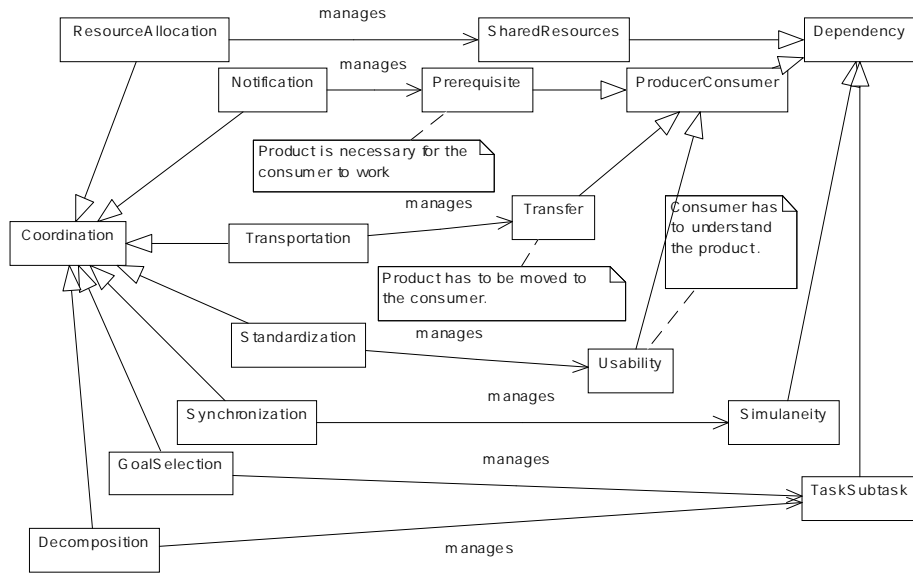 manages
ResourceAllocation
SharedResources
Dependency
manages
Notification
Prerequisite
ProducerConsumer
Product is necessary for the
consumer to work
manages
Transfer
Consumer has
to understand
the product.
Coordination
Transportation
Product has to be moved to
the consumer.
Standardization
manages
Usability
manages
Synchronization
Simulaneity
GoalSelection
manages
TaskSubtask
Decomposition
manages